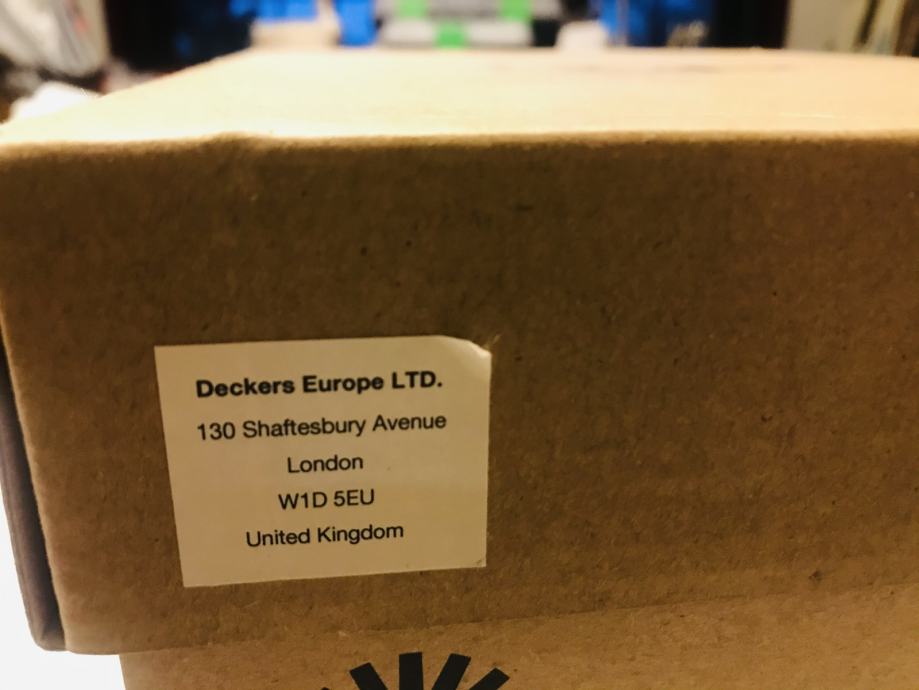 Deckers Europe LTD.
130 Shaftesbury Avenue
London
W1D 5EU
United Kingdom